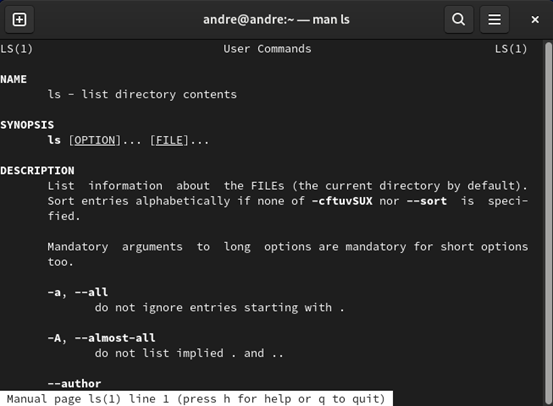 andre@andre:~ — man ls
LS(1) User Commands LS(1)
NAME
ls - list directory contents
SYNOPSIS
ls [OPTION]... [FILE]...
DESCRIPTION
List information about the FILEs (the current directory by default).
Sort entries alphabetically if none of -cftuvSUX nor --sort is speci-
fied.
Mandatory arguments to long options are mandatory for short options
too.
-a, --all
do not ignore entries starting with .
-A, --almost-all
do not list implied . and ..
--author
Manual page ls(1) line 1 (press h for help or q to quit)